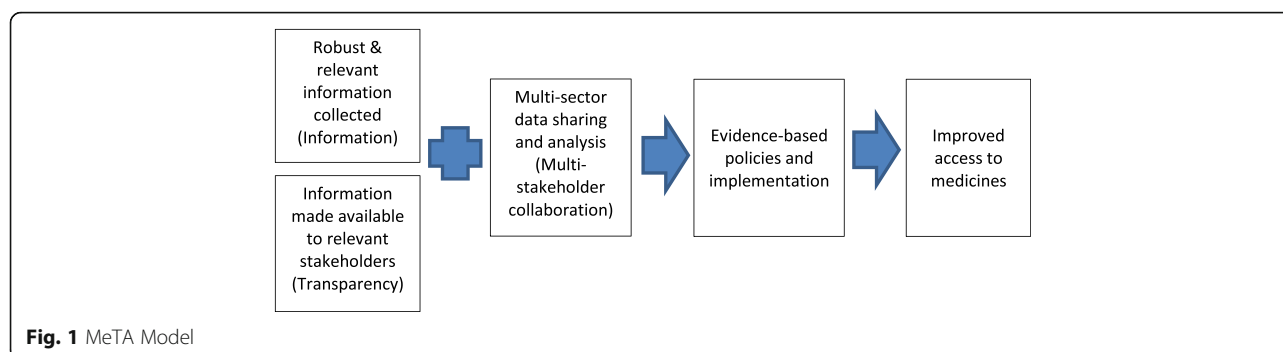 Robust &
relevant
information
collected
(Information)
Information
made available
to relevant
stakeholders
(Transparency)
Multi-sector
data sharing
and analysis
(Multi-
stakeholder
collaboration)
Evidence-based
policies and
implementation
Improved
access to
medicines
Fig. 1 MeTA Model